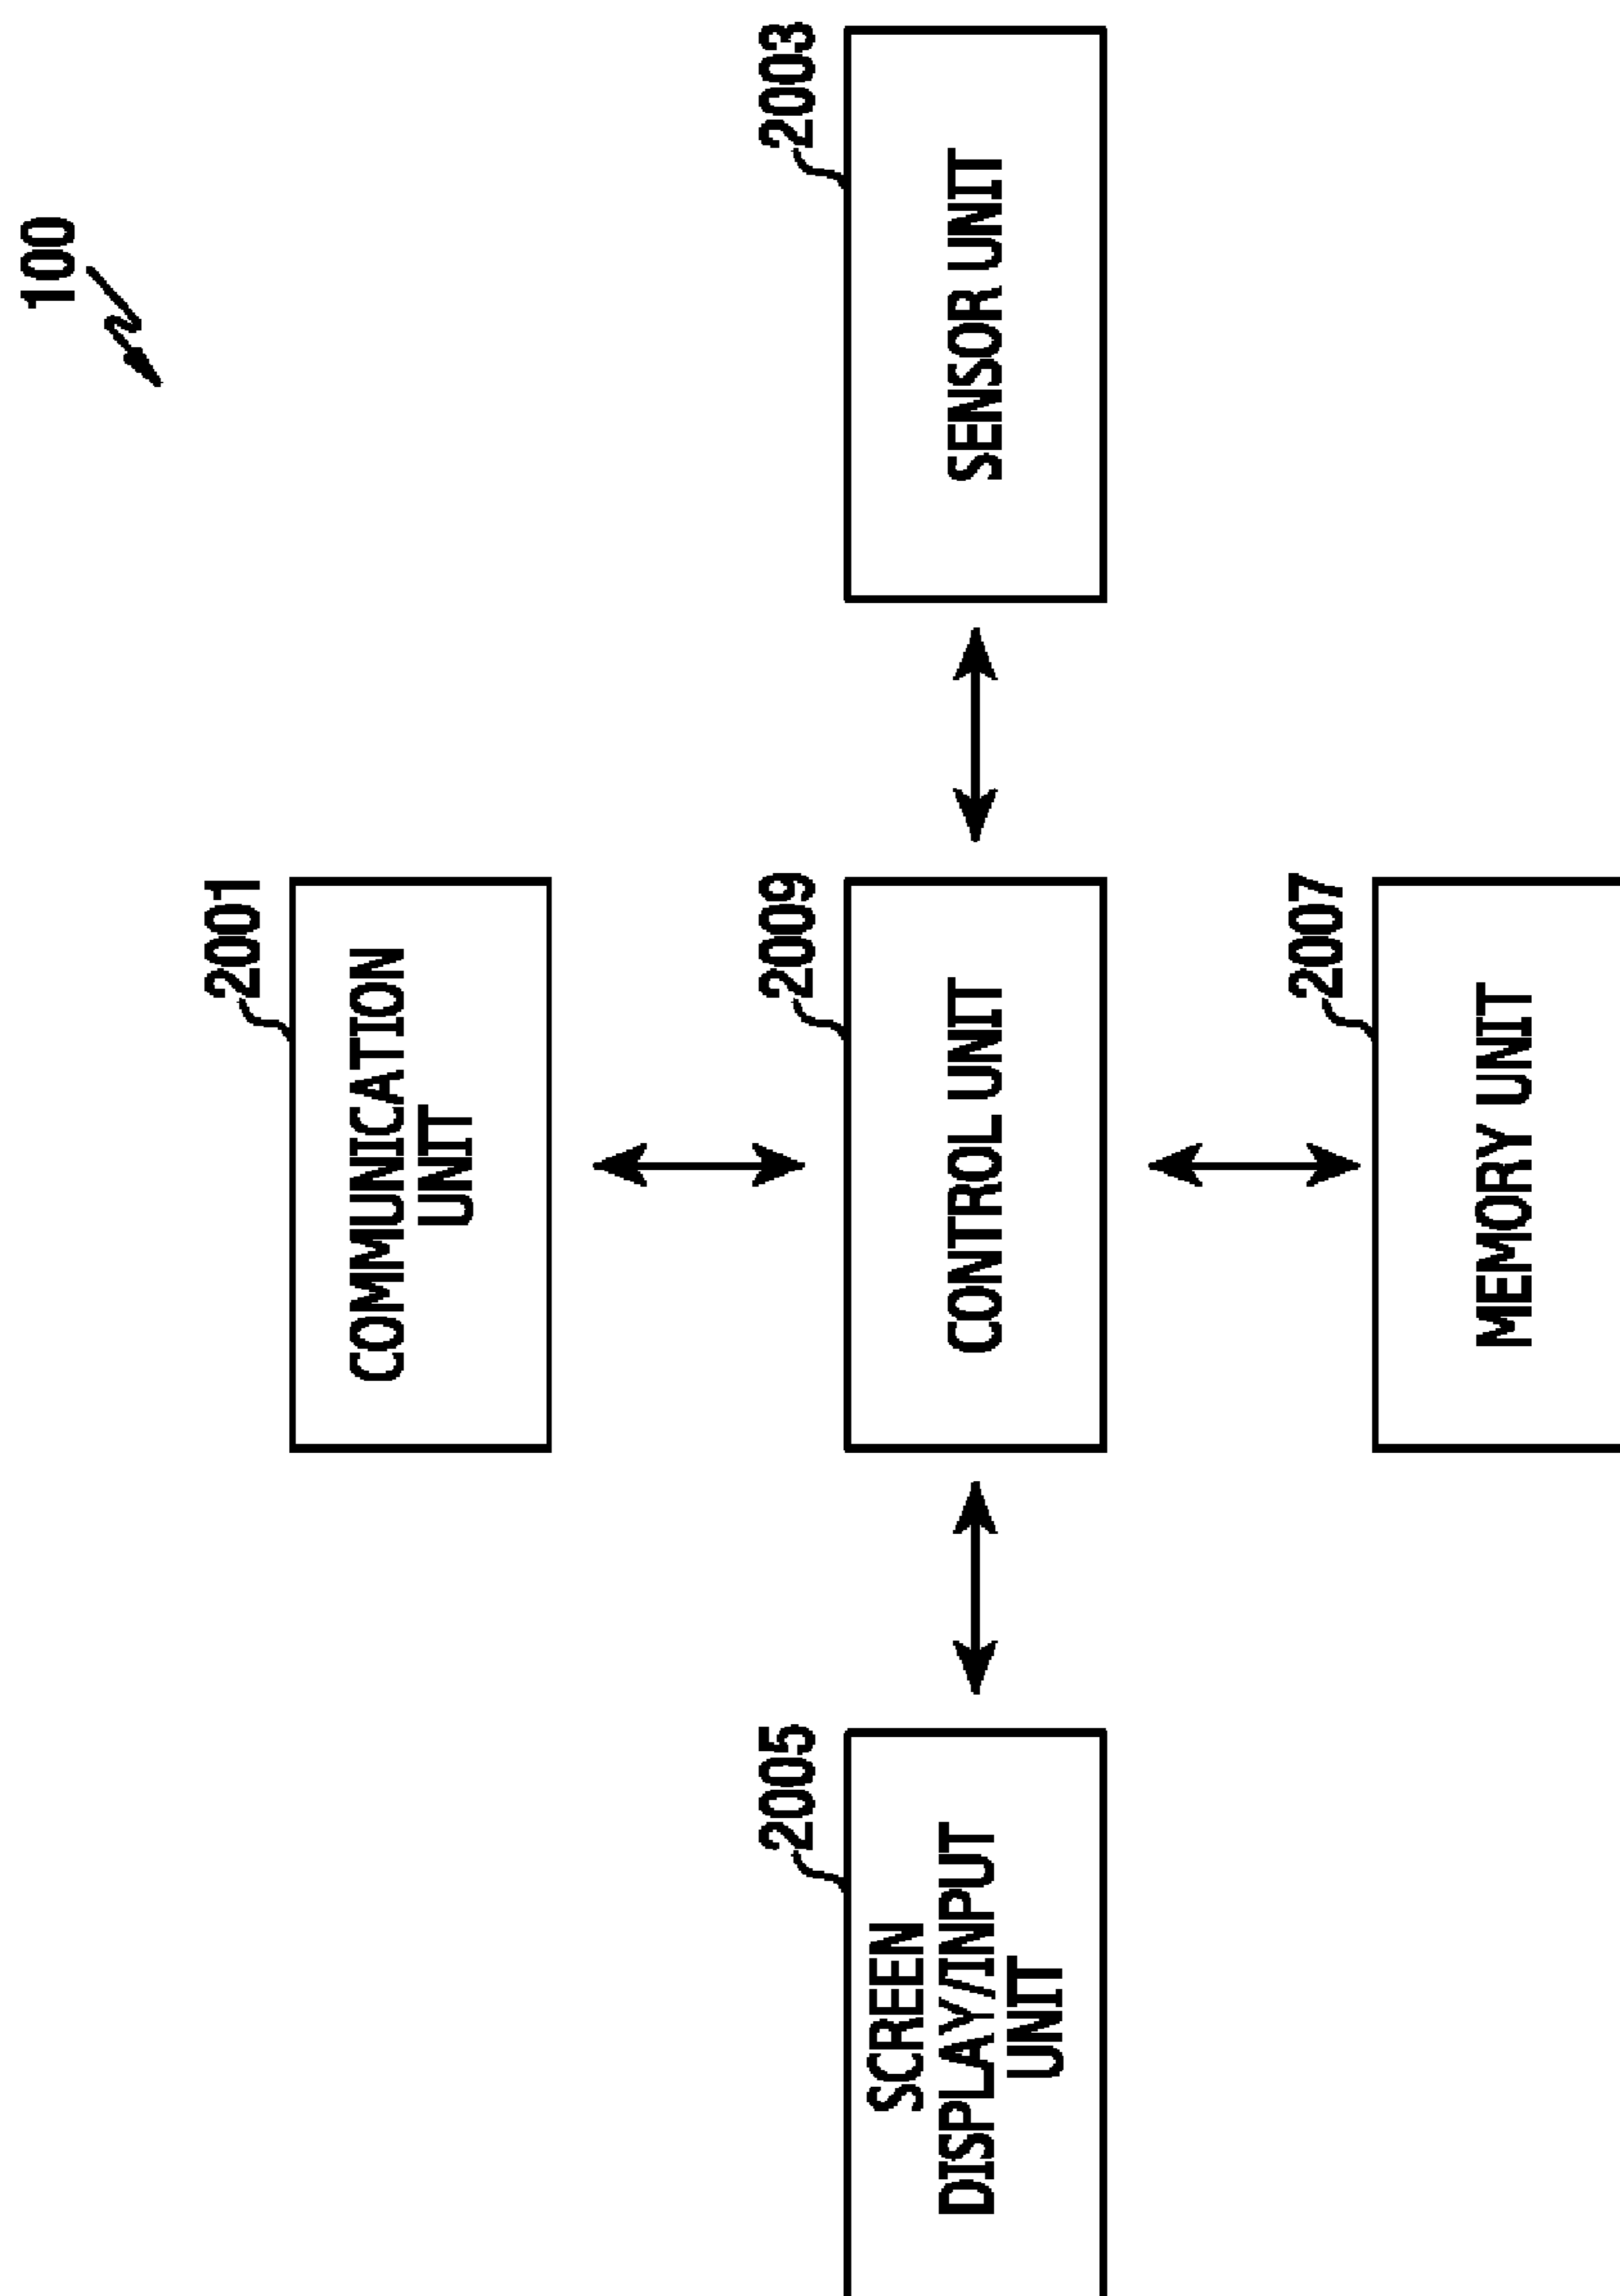 100
2001
COMMUNICATION
UNIT
2005
SCREEN
DISPLAY/INPUT
UNIT
2009
CONTROL UNIT
2003
SENSOR UNIT
2007
MEMORY UNIT